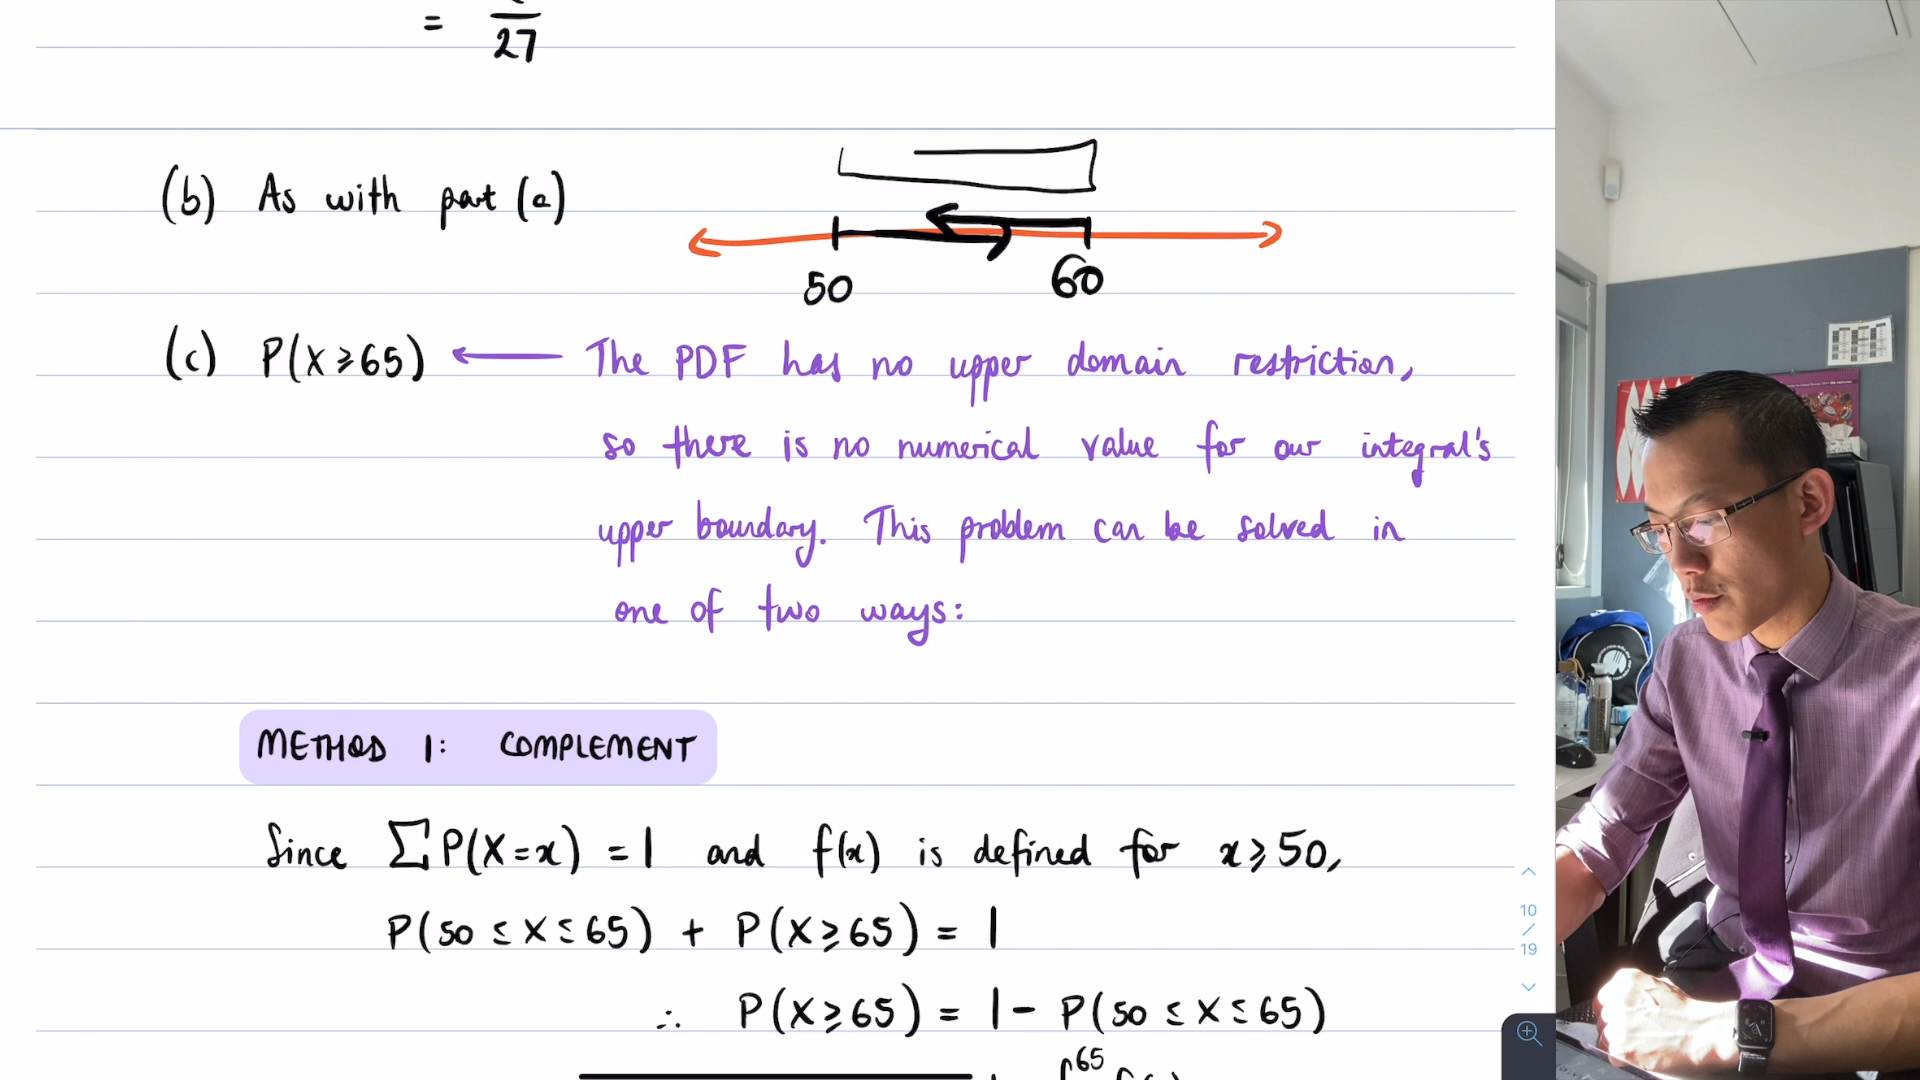 = 27
(b) As with part (a)
50 60
(c) P(X ≥ 65) ← The PDF has no upper domain restriction,
so there is no numerical value for our integral's
upper boundary. This problem can be solved in
one of two ways:
METHOD 1: COMPLEMENT
Since ∑ P(X = x) = 1 and f(x) is defined for x ≥ 50,
P(50 ≤ X ≤ 65) + P(X ≥ 65) = 1
∴ P(X ≥ 65) = 1 − P(50 ≤ X ≤ 65)
65
10
/
19